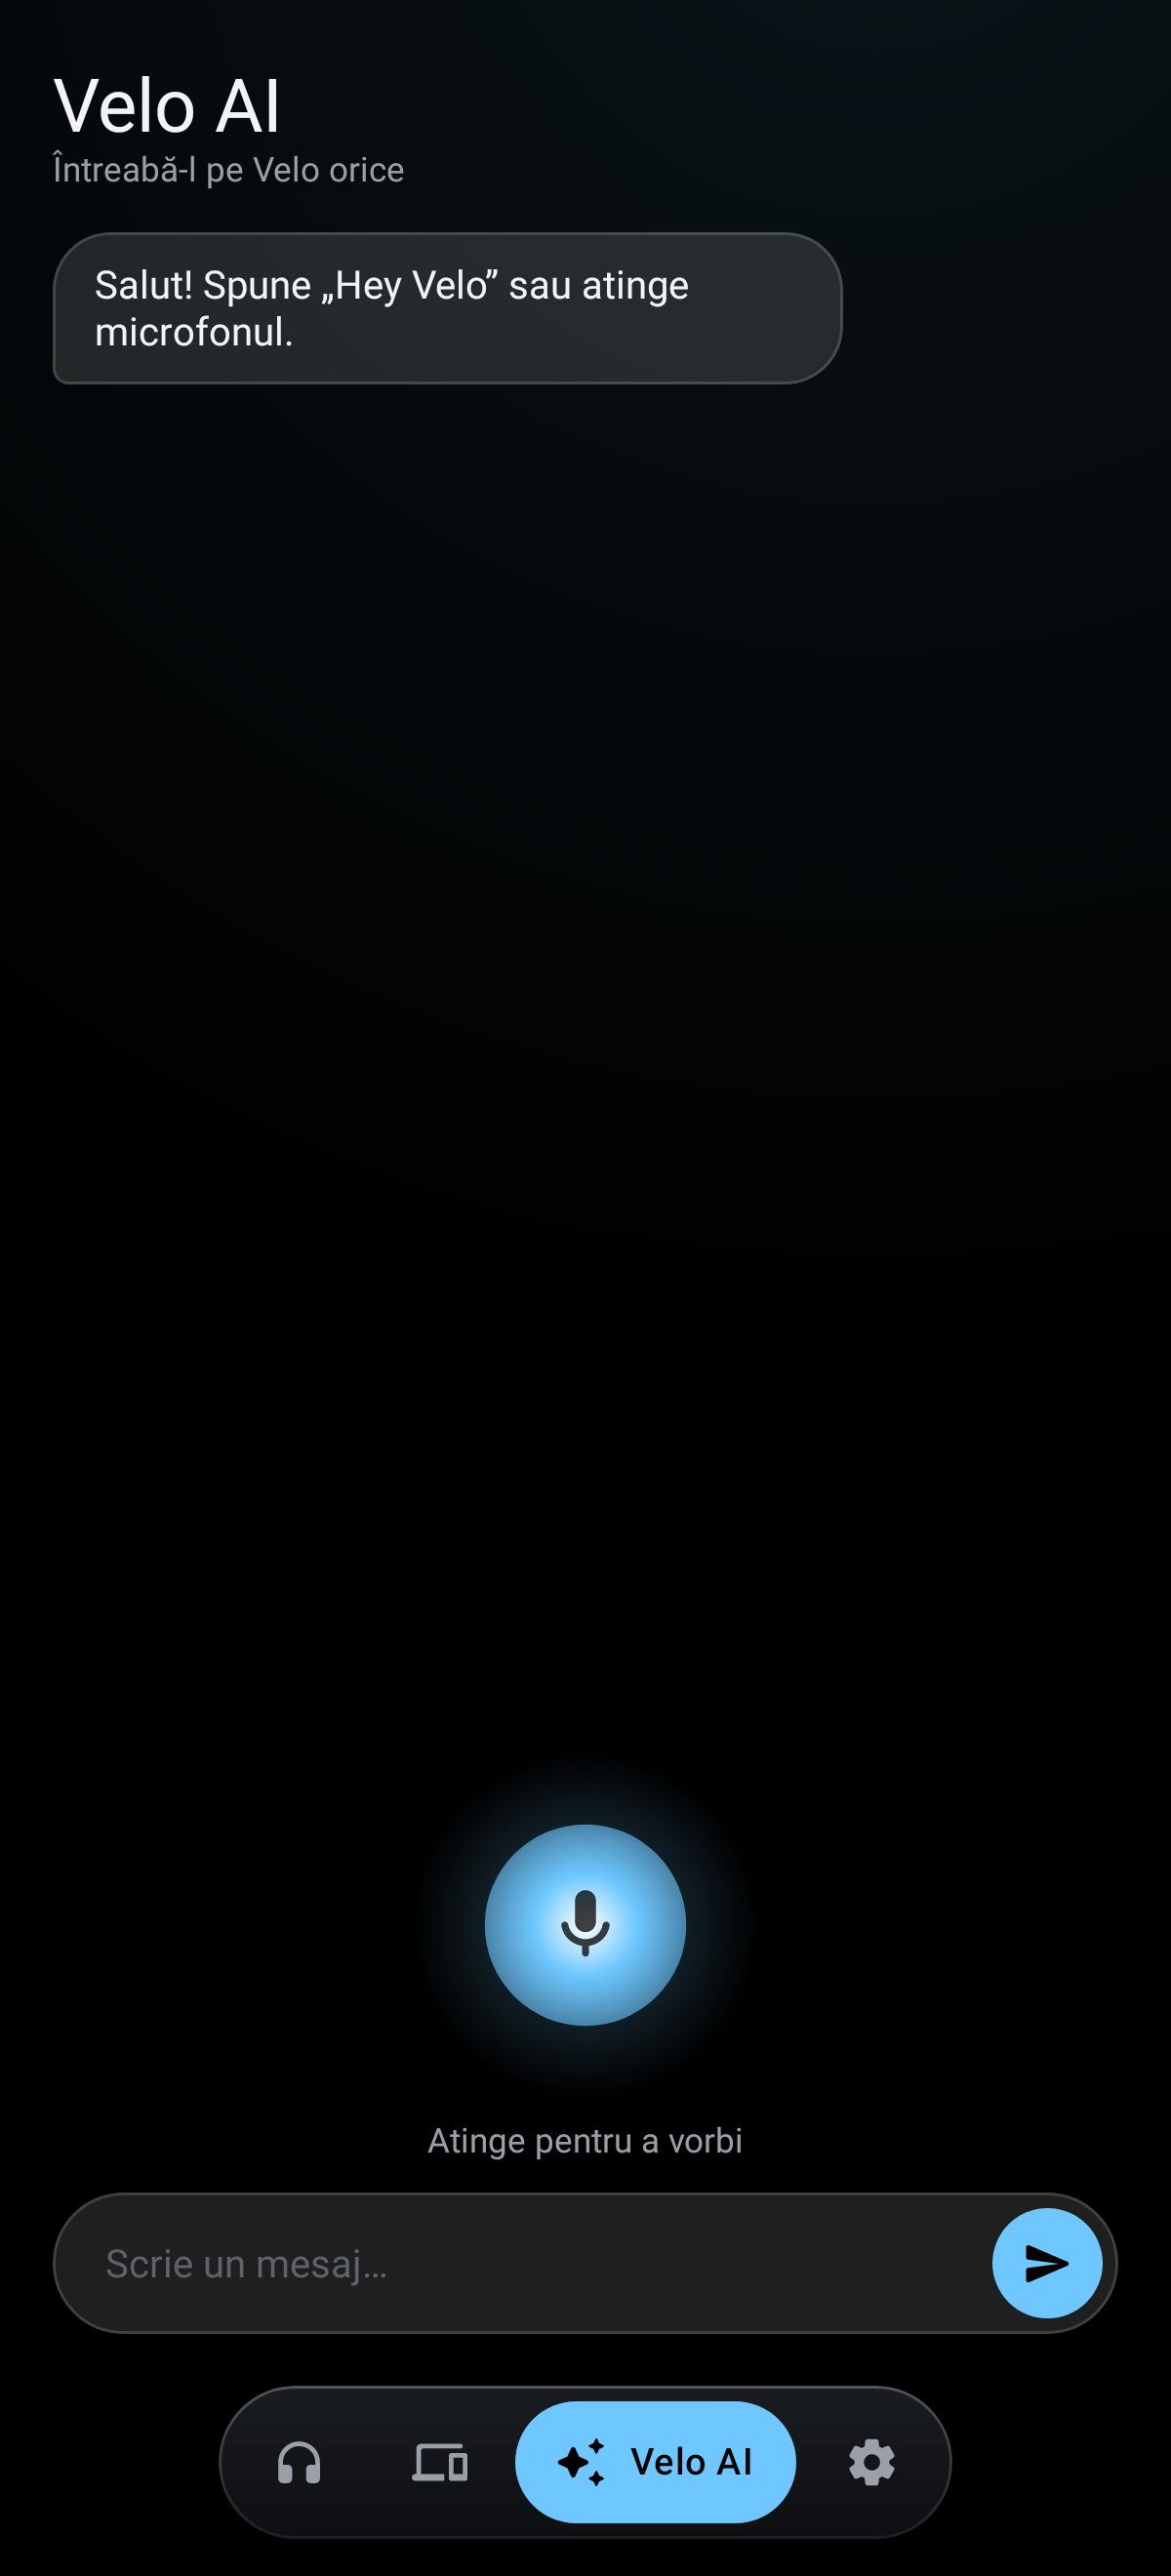 Velo AI
Întreabă-l pe Velo orice
Salut! Spune „Hey Velo” sau atinge
microfonul.
Atinge pentru a vorbi
Scrie un mesaj…
Velo AI